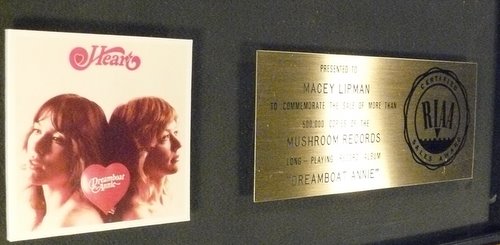 Heart
Dreamboat
Annie
PRESENTED TO
MACEY LIPMAN
TO COMMEMORATE THE SALE OF MORE THAN
500,000 COPIES OF THE
MUSHROOM RECORDS
LONG-PLAYING RECORD ALBUM
"DREAMBOAT ANNIE"
CERTIFIED
RIAA
SALES AWARD